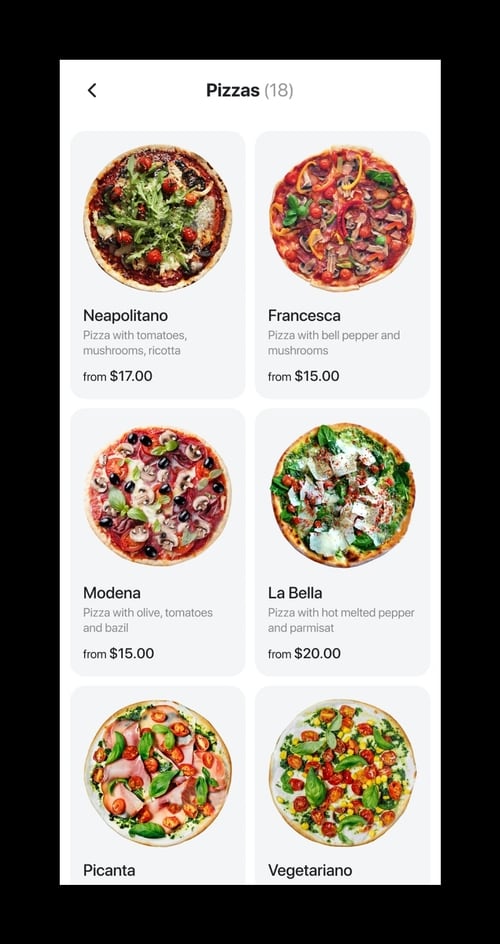 Pizzas (18)
Neapolitano
Pizza with tomatoes,
mushrooms, ricotta
from $17.00
Francesca
Pizza with bell pepper and
mushrooms
from $15.00
Modena
Pizza with olive, tomatoes
and bazil
from $15.00
La Bella
Pizza with hot melted pepper
and parmisat
from $20.00
Picanta
Vegetariano